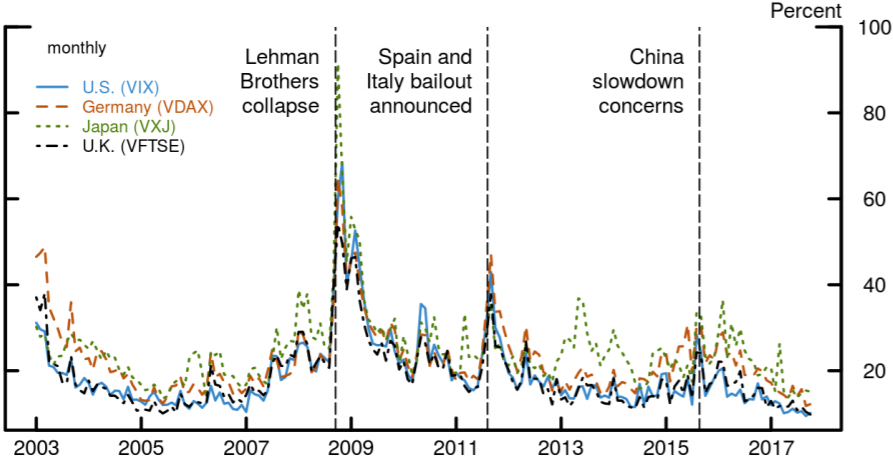 Percent
100
80
60
40
20
monthly
U.S. (VIX)
Germany (VDAX)
Japan (VXJ)
U.K. (VFTSE)
Lehman
Brothers
collapse
Spain and
Italy bailout
announced
China
slowdown
concerns
2003 2005 2007 2009 2011 2013 2015 2017